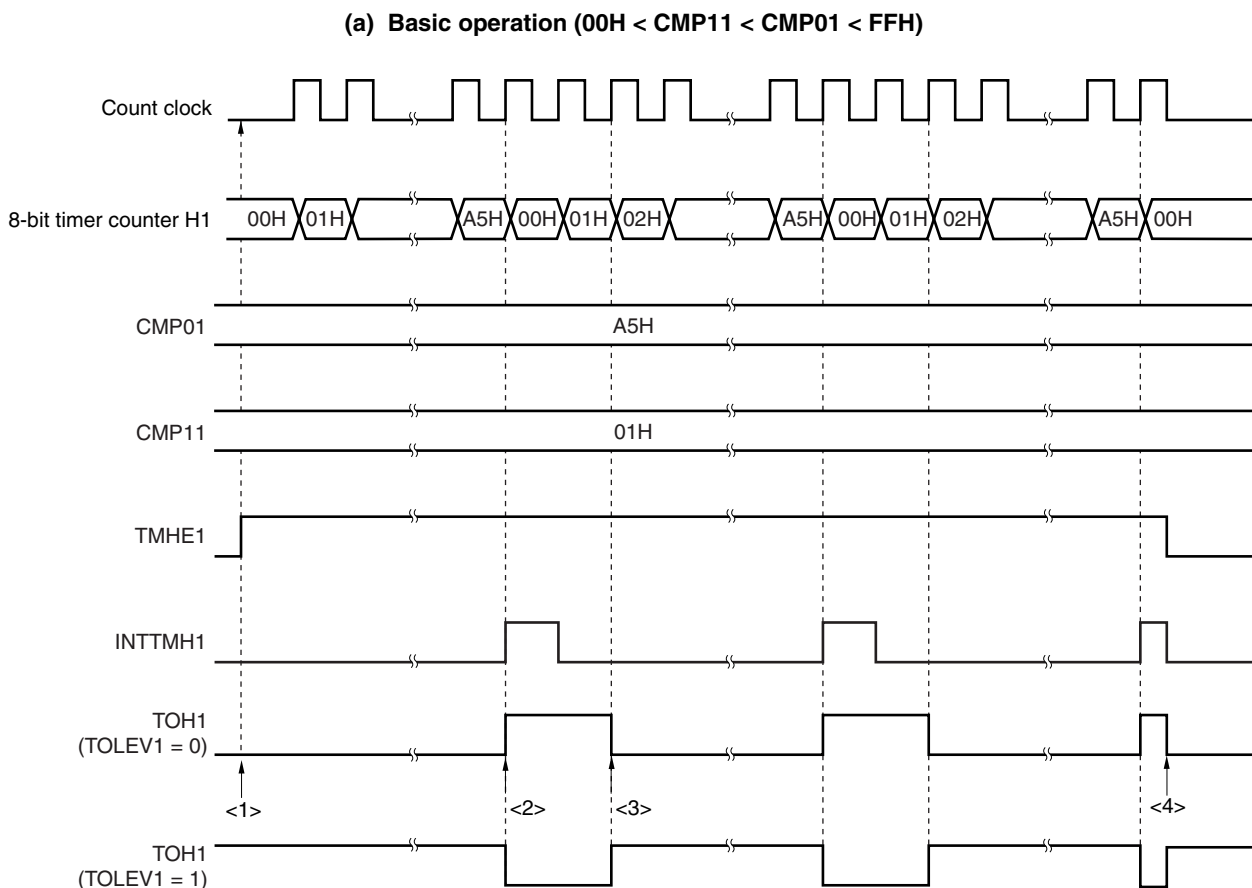 (a) Basic operation (00H < CMP11 < CMP01 < FFH)
Count clock
8-bit timer counter H1
00H 01H A5H 00H 01H 02H A5H 00H 01H 02H A5H 00H
CMP01
A5H
CMP11
01H
TMHE1
INTTMH1
TOH1
(TOLEV1 = 0)
<1> <2> <3> <4>
TOH1
(TOLEV1 = 1)